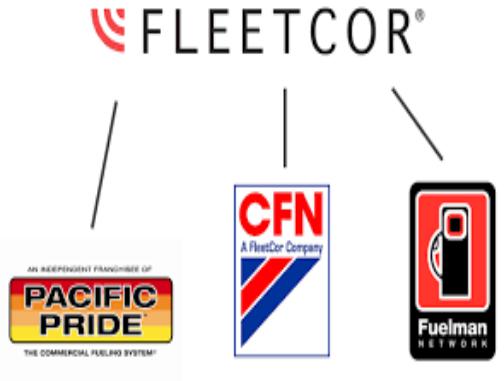 FLEETCOR®
AN INDEPENDENT FRANCHISEE OF
PACIFIC
PRIDE
THE COMMERCIAL FUELING SYSTEM®
CFN
A FleetCor Company
Fuelman
NETWORK